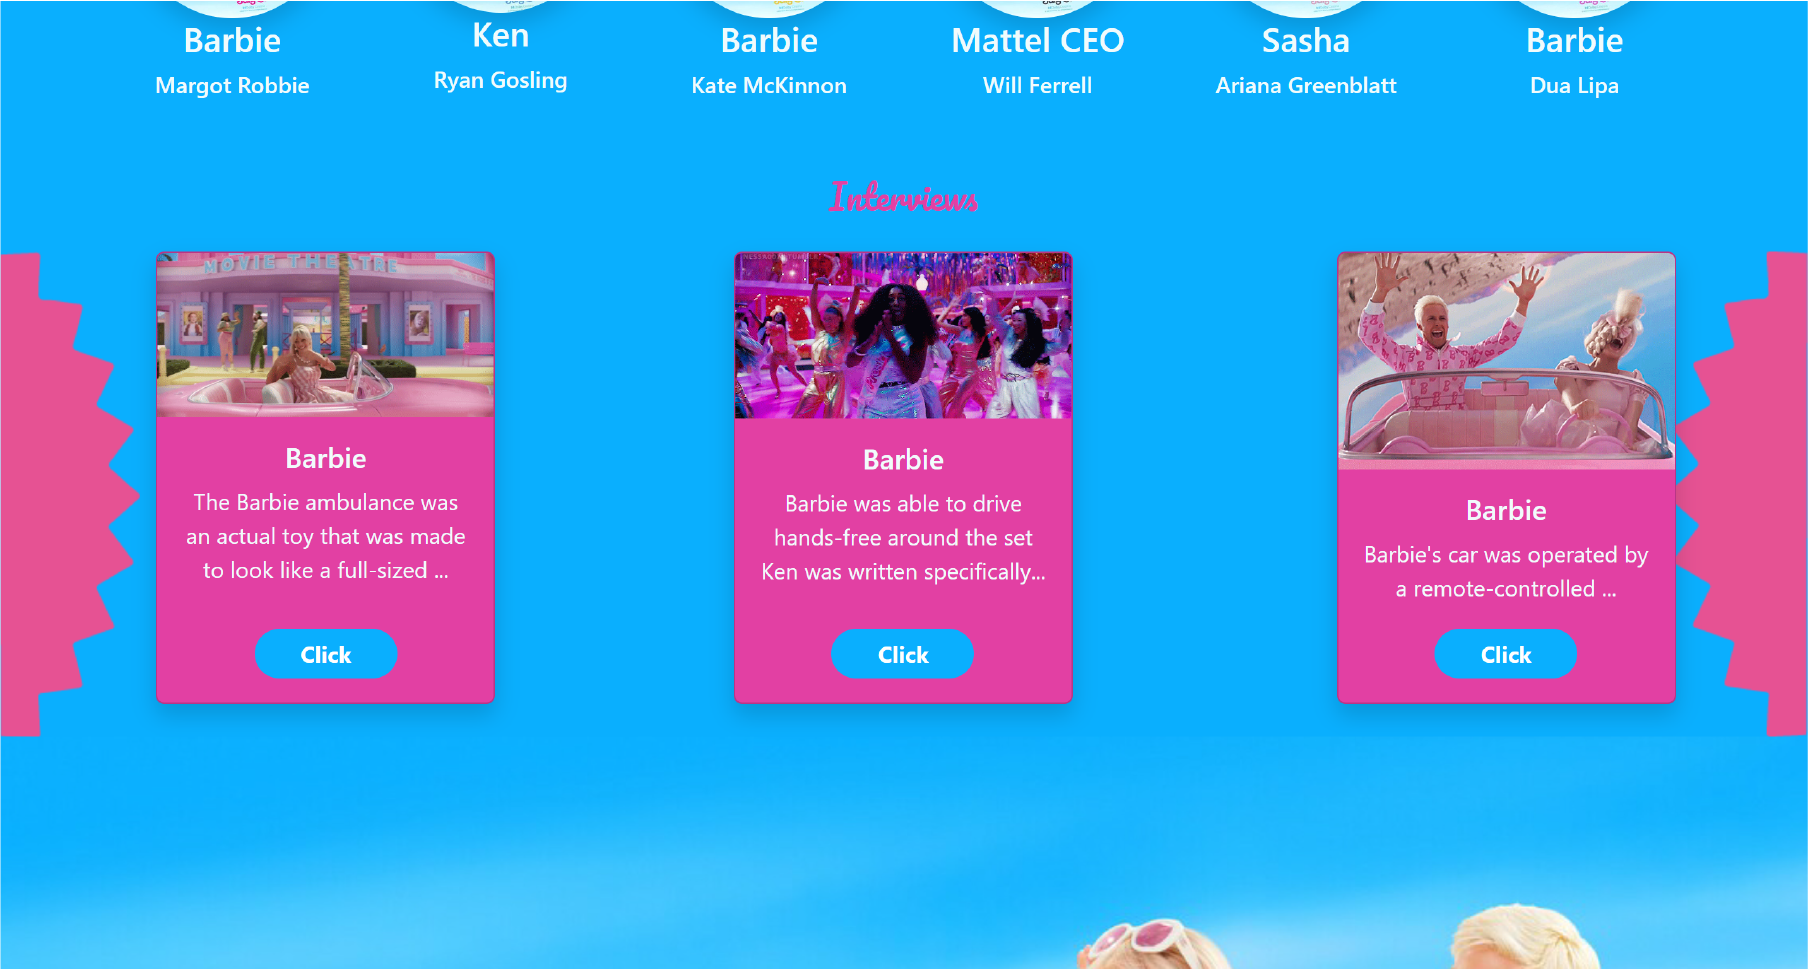 Barbie
Margot Robbie
Ken
Ryan Gosling
Barbie
Kate McKinnon
Mattel CEO
Will Ferrell
Sasha
Ariana Greenblatt
Barbie
Dua Lipa
Interviews
MOVIE THEATRE
Barbie
The Barbie ambulance was
an actual toy that was made
to look like a full-sized ...
Click
Barbie
Barbie was able to drive
hands-free around the set
Ken was written specifically...
Click
Barbie
Barbie's car was operated by
a remote-controlled ...
Click